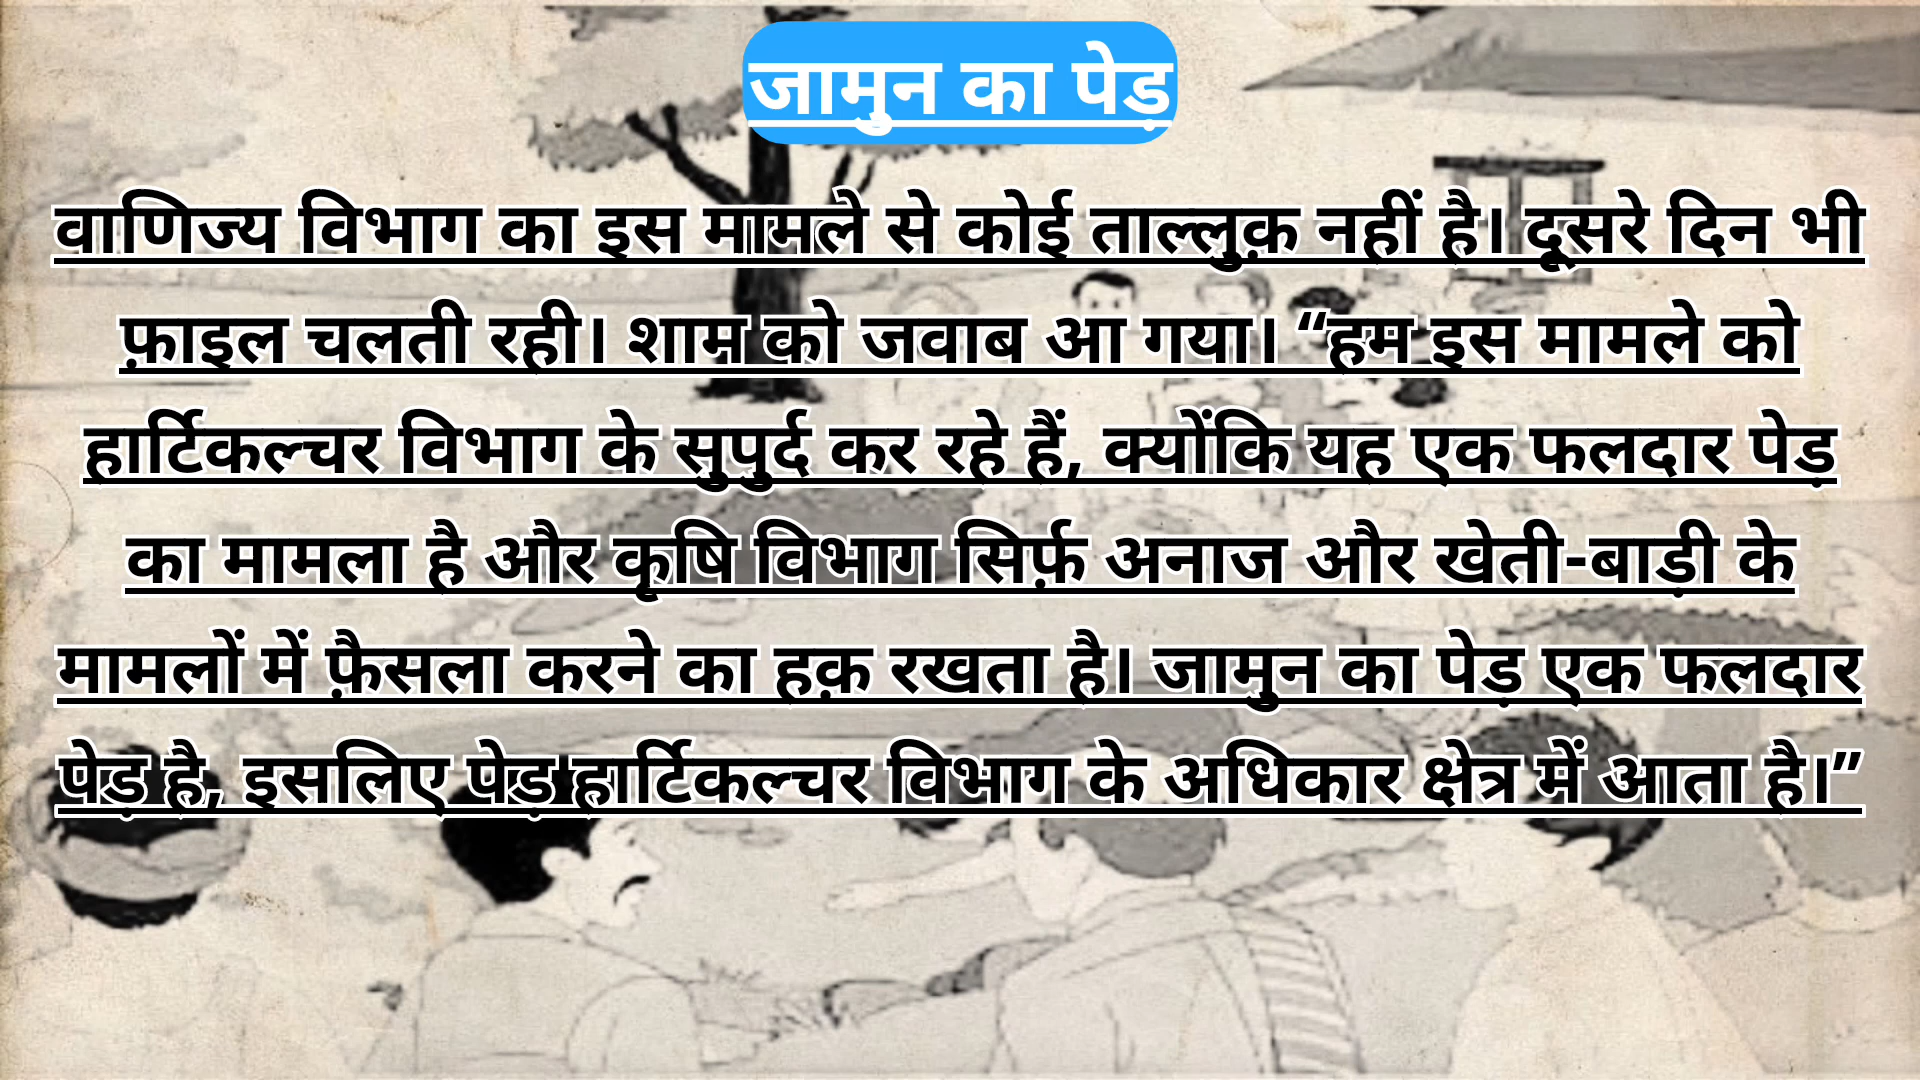 जामुन का पेड़
वाणिज्य विभाग का इस मामले से कोई ताल्लुक़ नहीं है। दूसरे दिन भी
फ़ाइल चलती रही। शाम को जवाब आ गया। “हम इस मामले को
हार्टिकल्चर विभाग के सुपुर्द कर रहे हैं, क्योंकि यह एक फलदार पेड़
का मामला है और कृषि विभाग सिर्फ़ अनाज और खेती-बाड़ी के
मामलों में फ़ैसला करने का हक़ रखता है। जामुन का पेड़ एक फलदार
पेड़ है, इसलिए पेड़ हार्टिकल्चर विभाग के अधिकार क्षेत्र में आता है।”